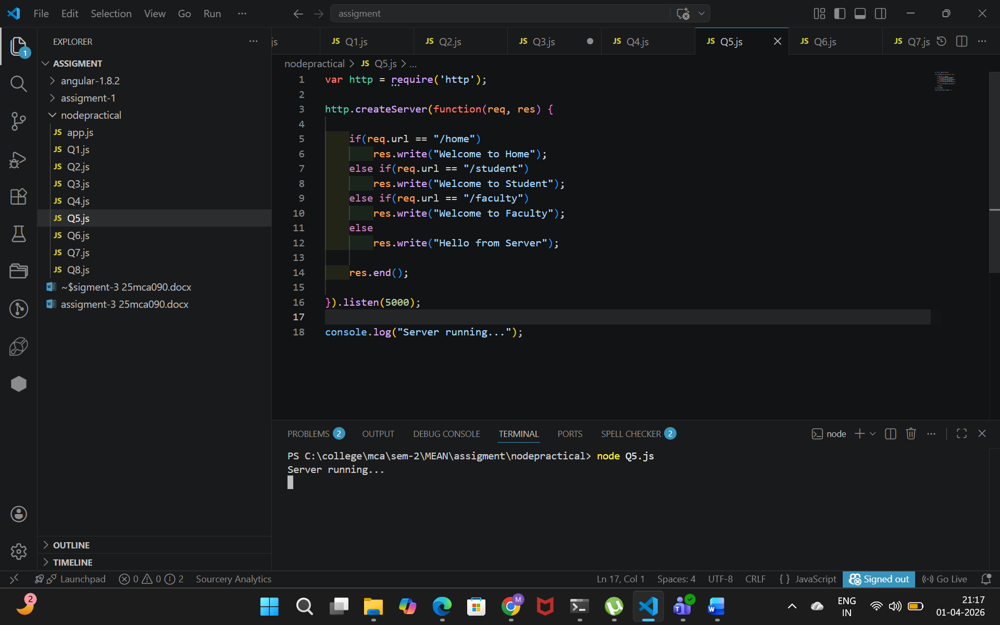 File Edit Selection View Go Run ···
assigment
EXPLORER
js Q1.js Q2.js Q3.js Q4.js Q5.js Q6.js Q7.js
1
ASSIGMENT
angular-1.8.2
assigment-1
nodepractical
JS app.js
JS Q1.js
JS Q2.js
JS Q3.js
JS Q4.js
JS Q5.js
JS Q6.js
JS Q7.js
JS Q8.js
~$sigment-3 25mca090.docx
assigment-3 25mca090.docx
OUTLINE
TIMELINE
nodepractical > JS Q5.js > ...
1 var http = require('http');
2
3 http.createServer(function(req, res) {
4
5 if(req.url == "/home")
6 res.write("Welcome to Home");
7 else if(req.url == "/student")
8 res.write("Welcome to Student");
9 else if(req.url == "/faculty")
10 res.write("Welcome to Faculty");
11 else
12 res.write("Hello from Server");
13
14 res.end();
15
16 }).listen(5000);
17
18 console.log("Server running...");
PROBLEMS 2 OUTPUT DEBUG CONSOLE TERMINAL PORTS SPELL CHECKER 2
node
PS C:\college\mca\sem-2\MEAN\assigment\nodepractical> node Q5.js
Server running...
Launchpad 0 0 2 Sourcery Analytics
Ln 17, Col 1 Spaces: 4 UTF-8 CRLF { } JavaScript Signed out Go Live
2
M
T
W
ENG
IN
21:17
01-04-2026